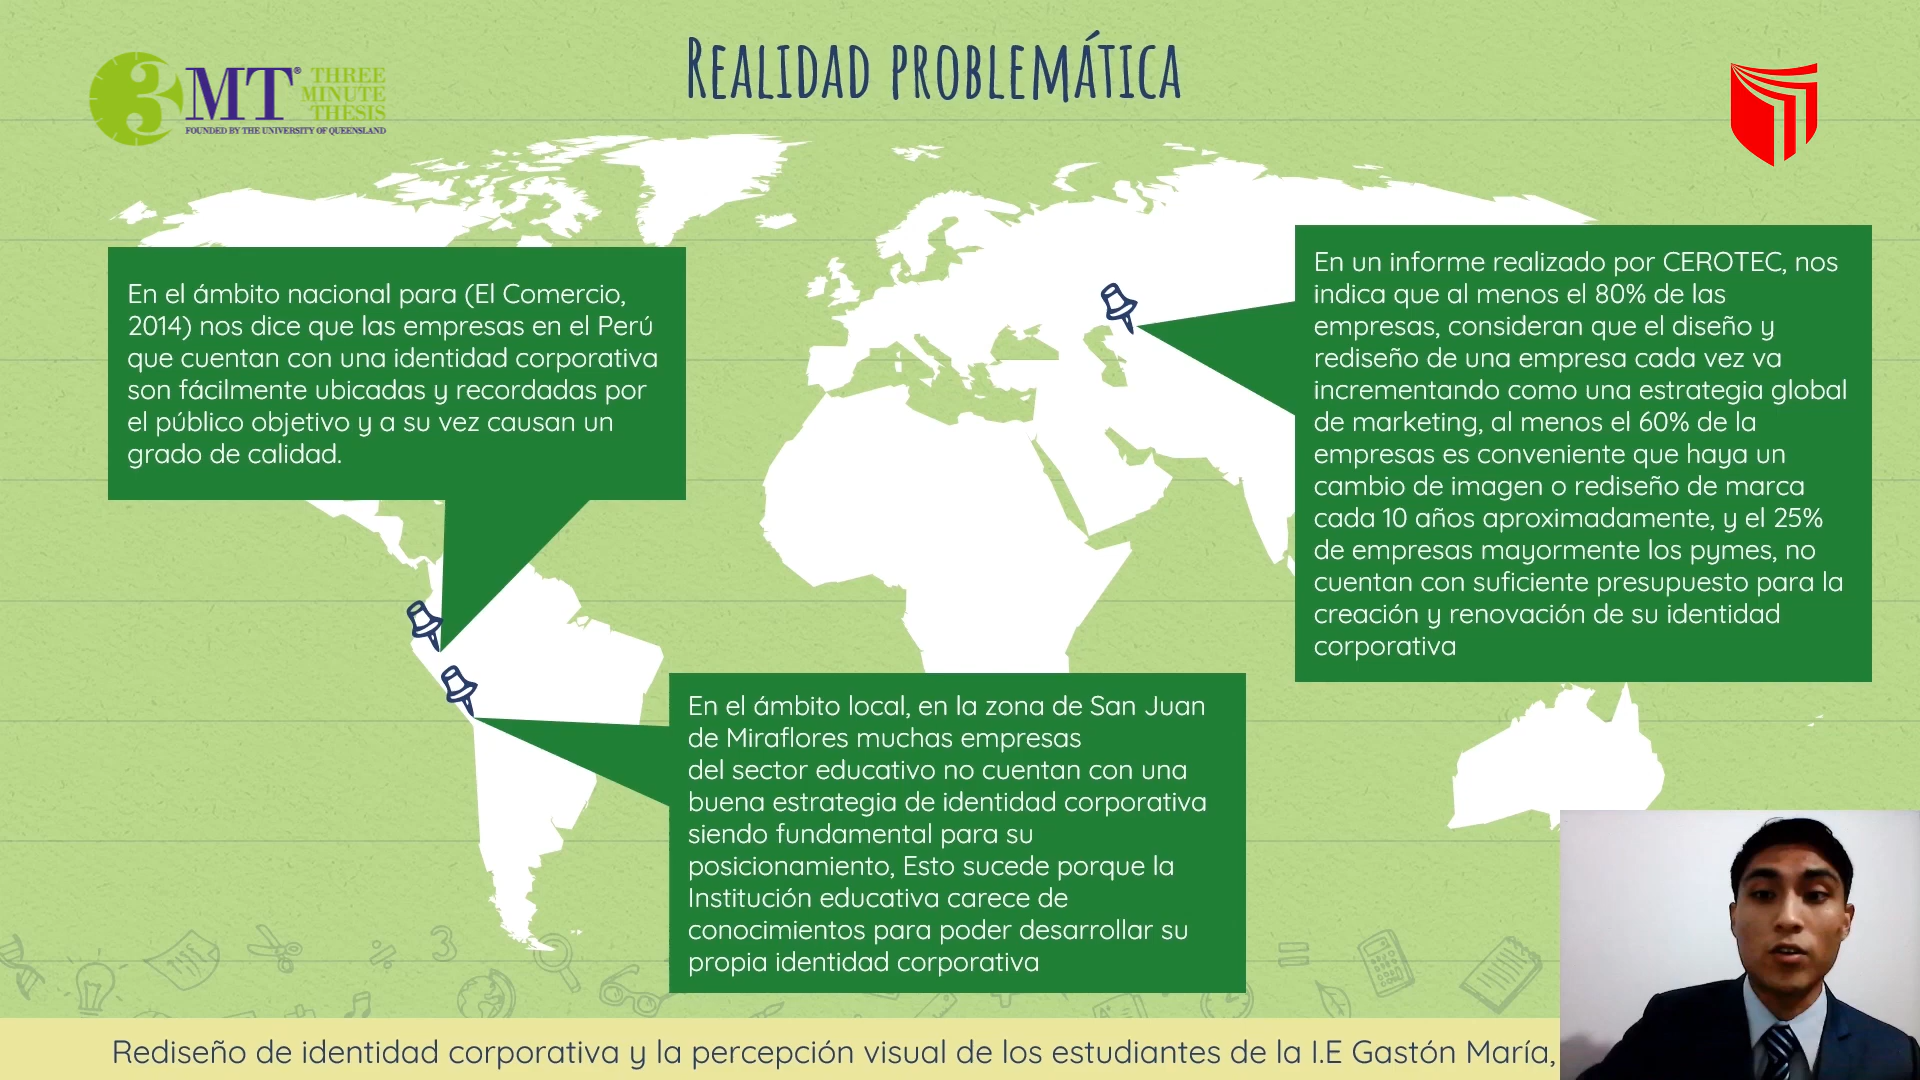 Realidad problemática
3MT® THREE
MINUTE
THESIS
FOUNDED BY THE UNIVERSITY OF QUEENSLAND
En el ámbito nacional para (El Comercio,
2014) nos dice que las empresas en el Perú
que cuentan con una identidad corporativa
son fácilmente ubicadas y recordadas por
el público objetivo y a su vez causan un
grado de calidad.
En un informe realizado por CEROTEC, nos
indica que al menos el 80% de las
empresas, consideran que el diseño y
rediseño de una empresa cada vez va
incrementando como una estrategia global
de marketing, al menos el 60% de la
empresas es conveniente que haya un
cambio de imagen o rediseño de marca
cada 10 años aproximadamente, y el 25%
de empresas mayormente los pymes, no
cuentan con suficiente presupuesto para la
creación y renovación de su identidad
corporativa
En el ámbito local, en la zona de San Juan
de Miraflores muchas empresas
del sector educativo no cuentan con una
buena estrategia de identidad corporativa
siendo fundamental para su
posicionamiento, Esto sucede porque la
Institución educativa carece de
conocimientos para poder desarrollar su
propia identidad corporativa
Rediseño de identidad corporativa y la percepción visual de los estudiantes de la I.E Gastón María,